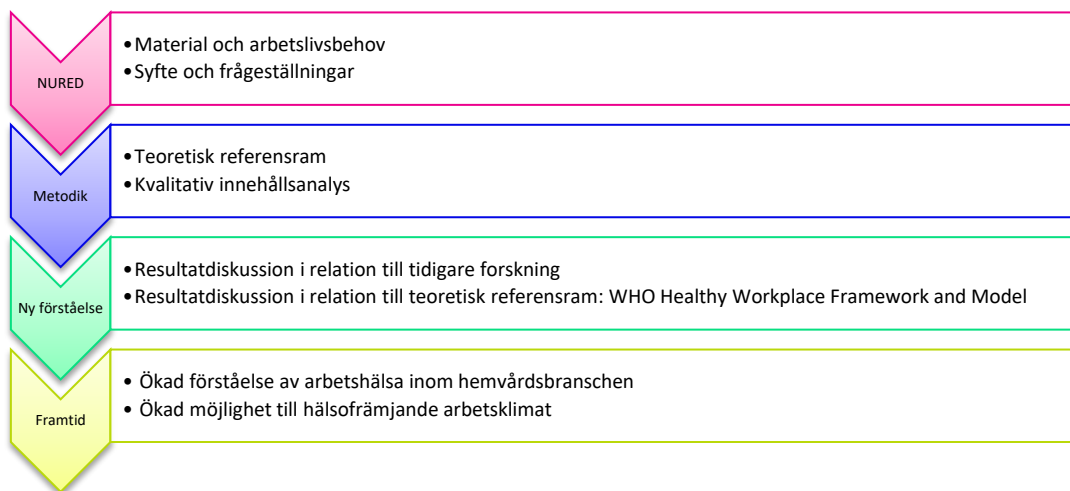 NURED
•Material och arbetslivsbehov
•Syfte och frågeställningar
Metodik
•Teoretisk referensram
•Kvalitativ innehållsanalys
Ny förståelse
•Resultatdiskussion i relation till tidigare forskning
•Resultatdiskussion i relation till teoretisk referensram: WHO Healthy Workplace Framework and Model
Framtid
• Ökad förståelse av arbetshälsa inom hemvårdsbranschen
• Ökad möjlighet till hälsofrämjande arbetsklimat